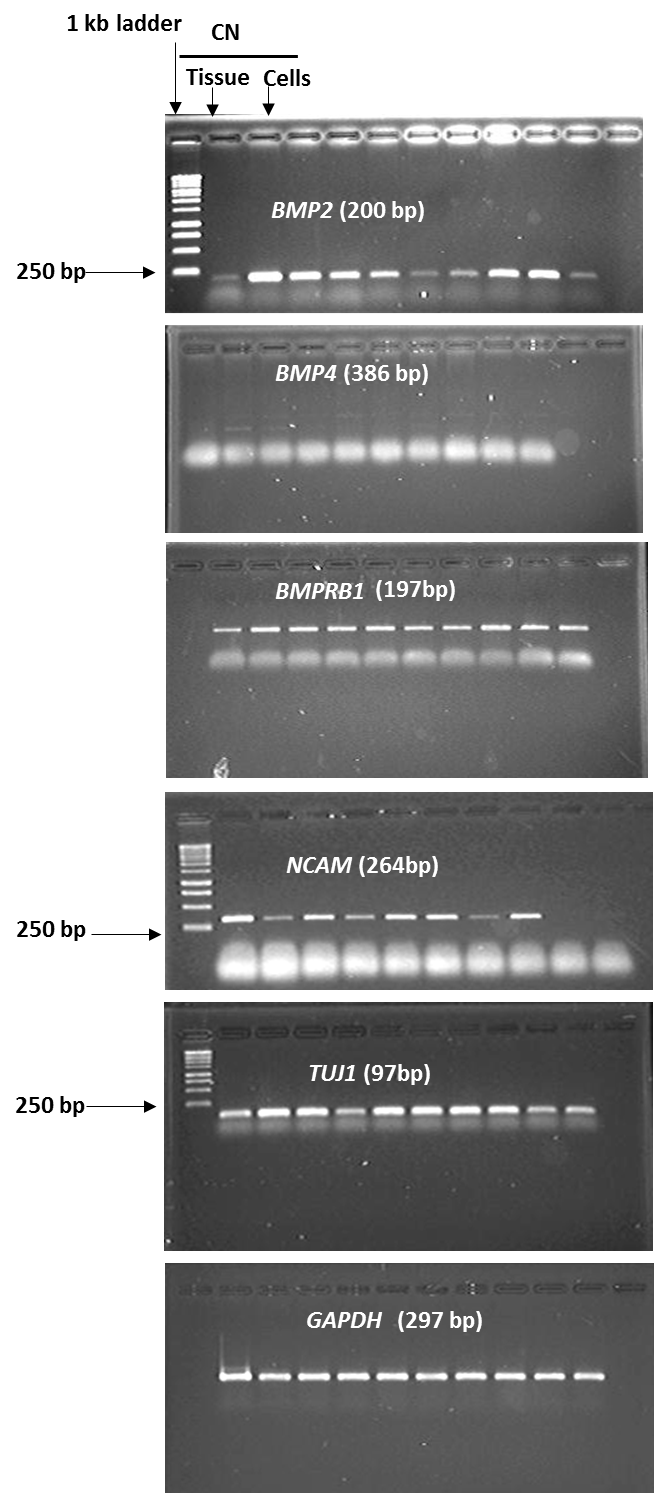 1 kb ladder
CN
Tissue Cells
BMP2 (200 bp)
250 bp
BMP4 (386 bp)
BMPRB1 (197bp)
NCAM (264bp)
250 bp
TUJ1 (97bp)
250 bp
GAPDH (297 bp)